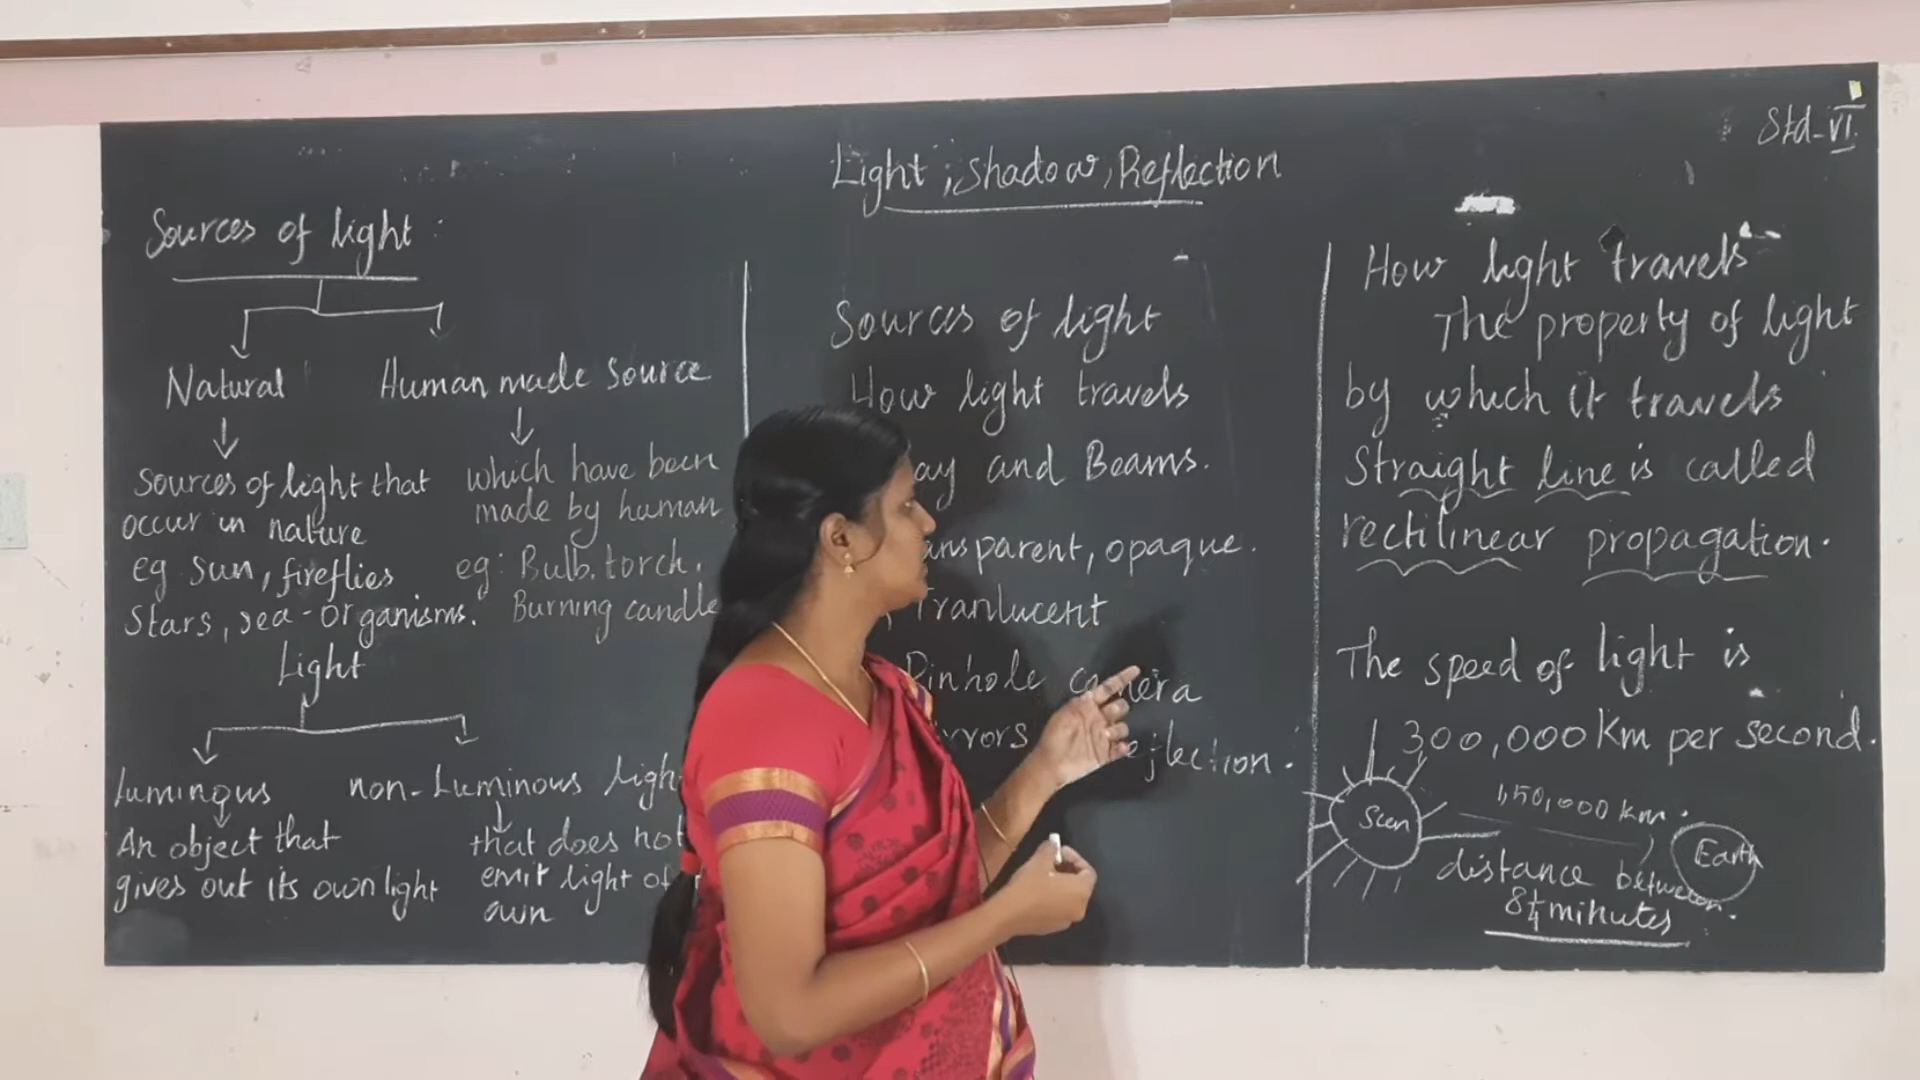 Std-VI
Light, Shadow, Reflection
Sources of light :
Natural
Human made Source
Sources of light that
occur in nature
eg Sun, fireflies
Stars, sea-organisms.
which have been
made by human
eg: Bulb, torch,
Burning candle
Light
Luminous
An object that
gives out its own light
non-Luminous
that does not
emit light of
own
Sources of light
How light travels
and Beams.
opaque.
Tranlucent
Pinhole camera
How light travels
The property of light
by which it travels
Straight line is called
rectilinear propagation.
The speed of light is
300,000 Km per second.
Sun
1,50,000 km.
Earth
distance between.
8¼ minutes